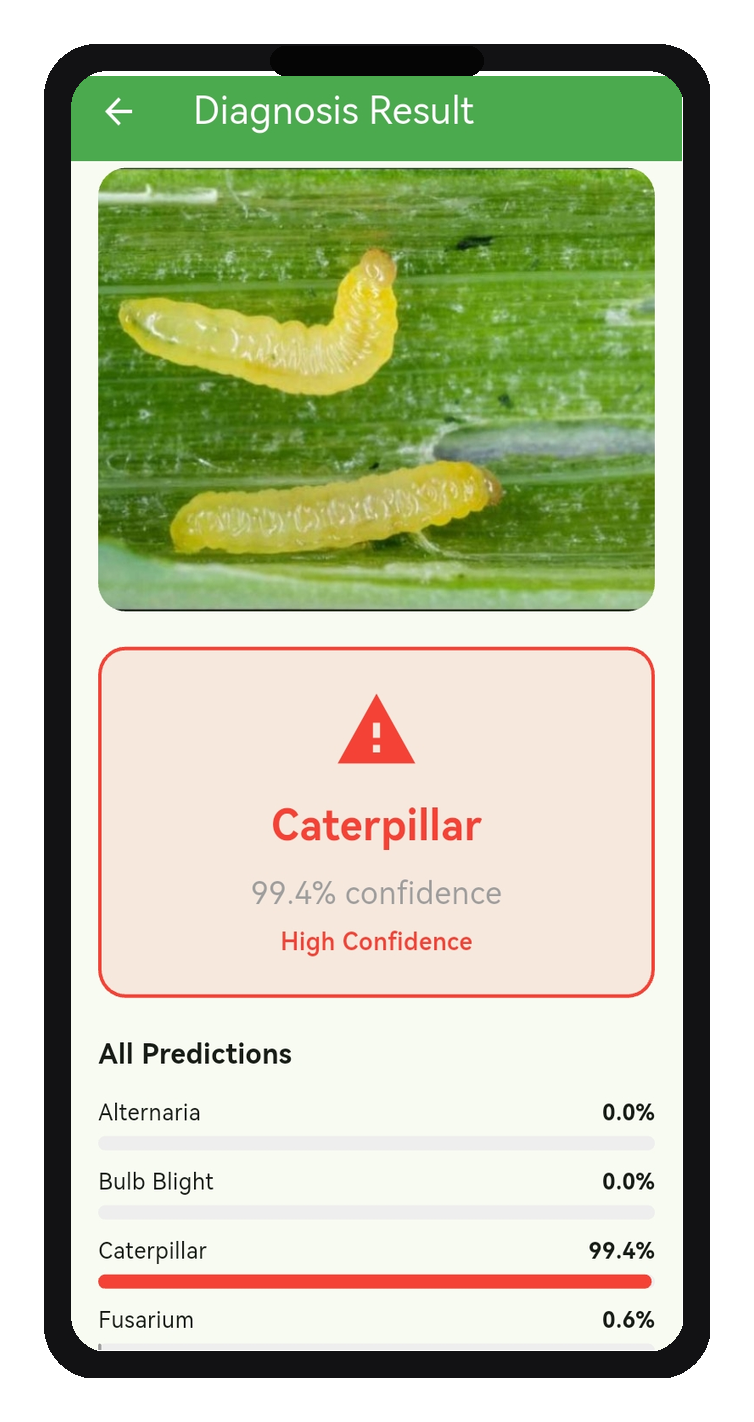 Diagnosis Result
Caterpillar
99.4% confidence
High Confidence
All Predictions
Alternaria 0.0%
Bulb Blight 0.0%
Caterpillar 99.4%
Fusarium 0.6%